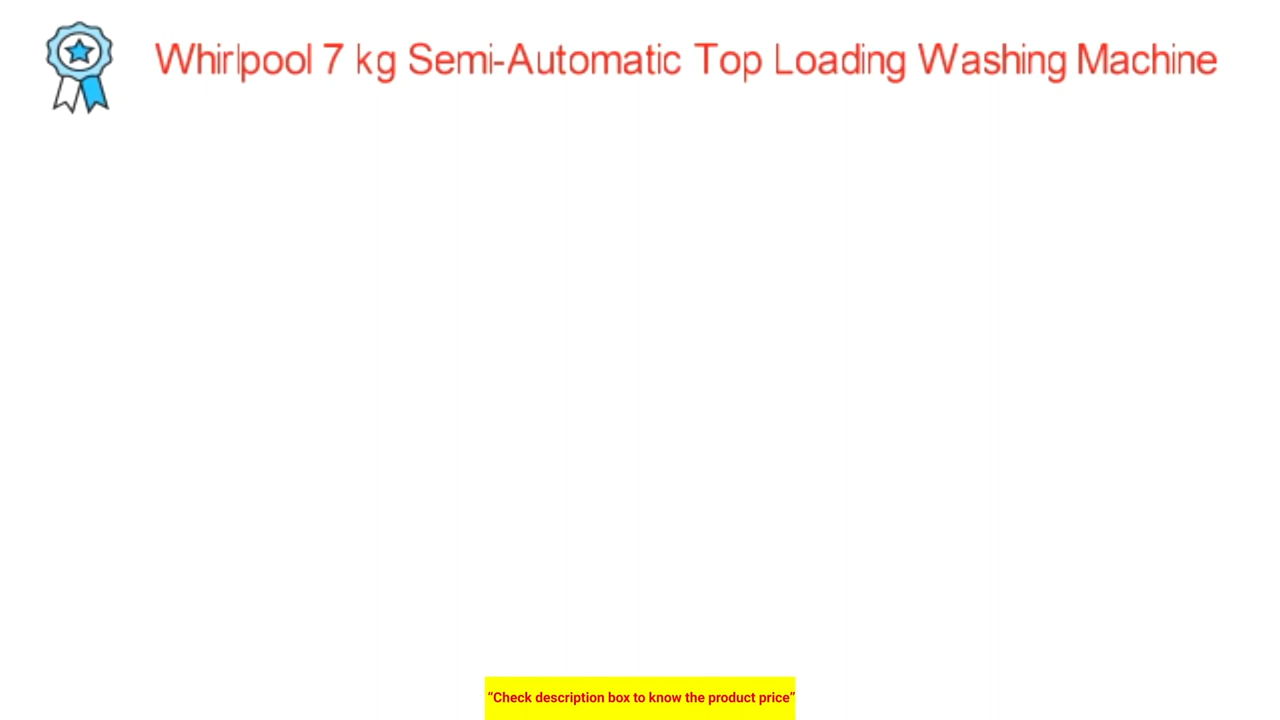 Whirlpool 7 kg Semi-Automatic Top Loading Washing Machine
“Check description box to know the product price”